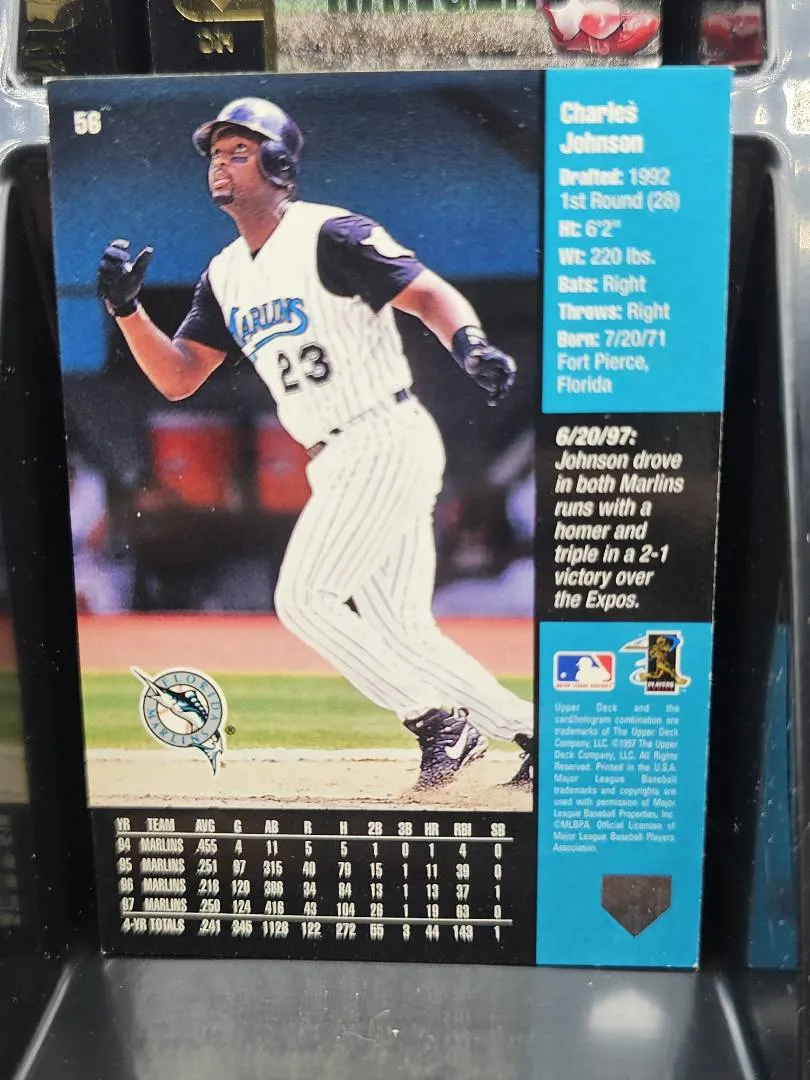 56
Charles
Johnson
Drafted: 1992
1st Round (28)
Ht: 6'2"
Wt: 220 lbs.
Bats: Right
Throws: Right
Born: 7/20/71
Fort Pierce,
Florida
MARLINS
23
6/20/97:
Johnson drove
in both Marlins
runs with a
homer and
triple in a 2-1
victory over
the Expos.
FLORIDA
MARLINS
®
MAJOR LEAGUE BASEBALL
PLAYERS
Upper Deck and the
card/hologram combination are
trademarks of The Upper Deck
Company, LLC. ©1997 The Upper
Deck Company, LLC. All Rights
Reserved. Printed in the U.S.A.
Major League Baseball
trademarks and copyrights are
used with permission of Major
League Baseball Properties, Inc.
©MLBPA Official Licensee of
Major League Baseball Players
Association.
YR TEAM AVG G AB R H 2B 3B HR RBI SB
94 MARLINS .455 4 11 5 5 1 0 1 4 0
95 MARLINS .251 97 315 40 79 15 1 11 39 0
96 MARLINS .218 120 386 34 84 13 1 13 37 1
97 MARLINS .250 124 416 43 104 26 1 19 63 0
4-YR TOTALS .241 345 1128 122 272 55 3 44 143 1